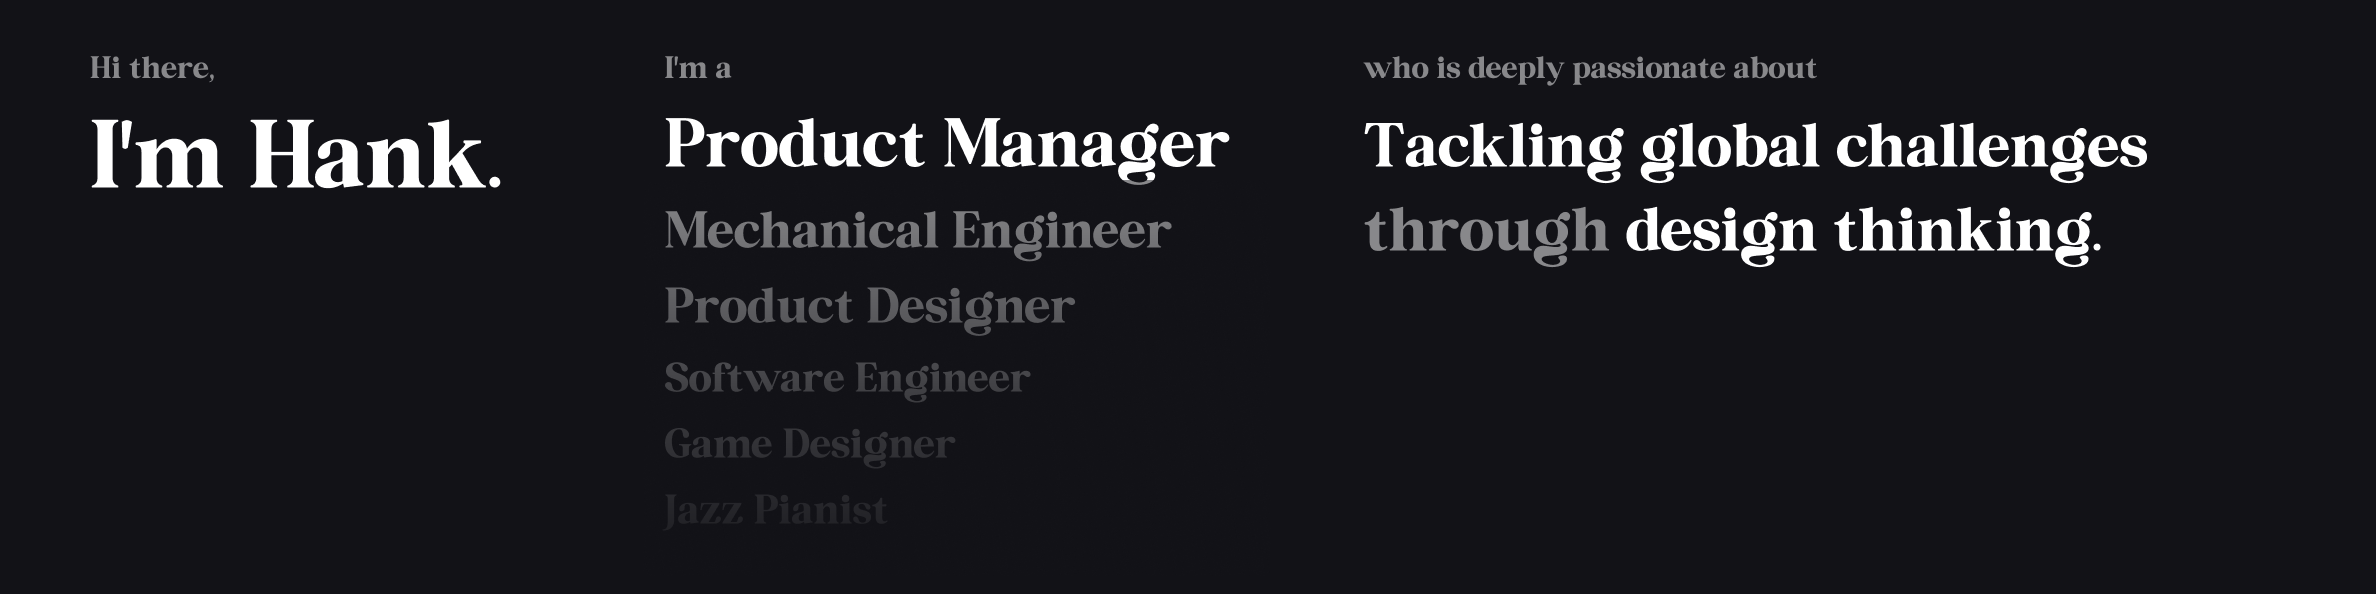 Hi there,
I'm Hank.
I'm a
Product Manager
Mechanical Engineer
Product Designer
Software Engineer
Game Designer
Jazz Pianist
who is deeply passionate about
Tackling global challenges
through design thinking.